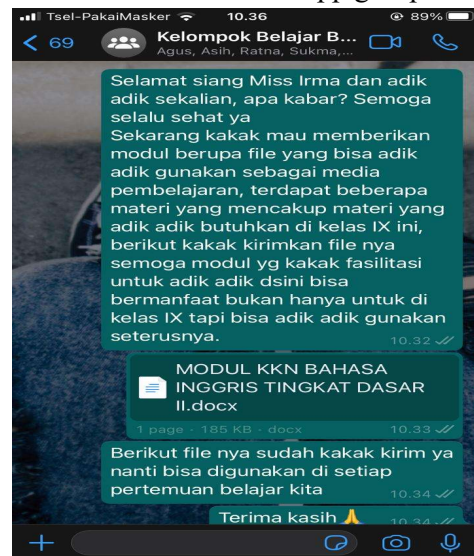 Tsel-PakaiMasker 10.36 89%
69 Kelompok Belajar B...
Agus, Asih, Ratna, Sukma,...
Selamat siang Miss Irma dan adik
adik sekalian, apa kabar? Semoga
selalu sehat ya
Sekarang kakak mau memberikan
modul berupa file yang bisa adik
adik gunakan sebagai media
pembelajaran, terdapat beberapa
materi yang mencakup materi yang
adik adik butuhkan di kelas IX ini,
berikut kakak kirimkan file nya
semoga modul yg kakak fasilitasi
untuk adik adik dsini bisa
bermanfaat bukan hanya untuk di
kelas IX tapi bisa adik adik gunakan
seterusnya. 10.32
MODUL KKN BAHASA
INGGRIS TINGKAT DASAR
II.docx
1 page · 185 KB · docx 10.33
Berikut file nya sudah kakak kirim ya
nanti bisa digunakan di setiap
pertemuan belajar kita 10.34
Terima kasih 🙏 10.34